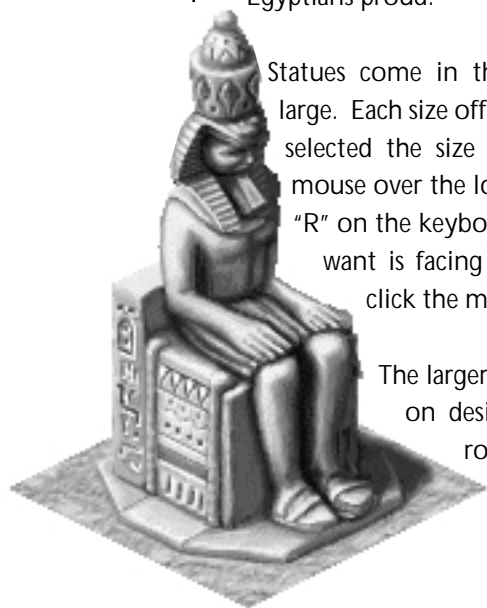 Egyptians proud.
Statues come in th
large. Each size off
selected the size
mouse over the lo
"R" on the keybo
want is facing
click the m
The larger
on desi
ro